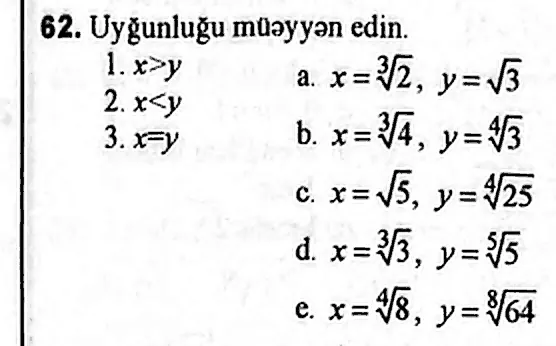 62. Uyğunluğu müəyyən edin.
1. x>y
2. x<y
3. x=y
a. x=∛2, y=√3
b. x=∛4, y=∜3
c. x=√5, y=∜25
d. x=∛3, y=⁵√5
e. x=∜8, y=⁸√64